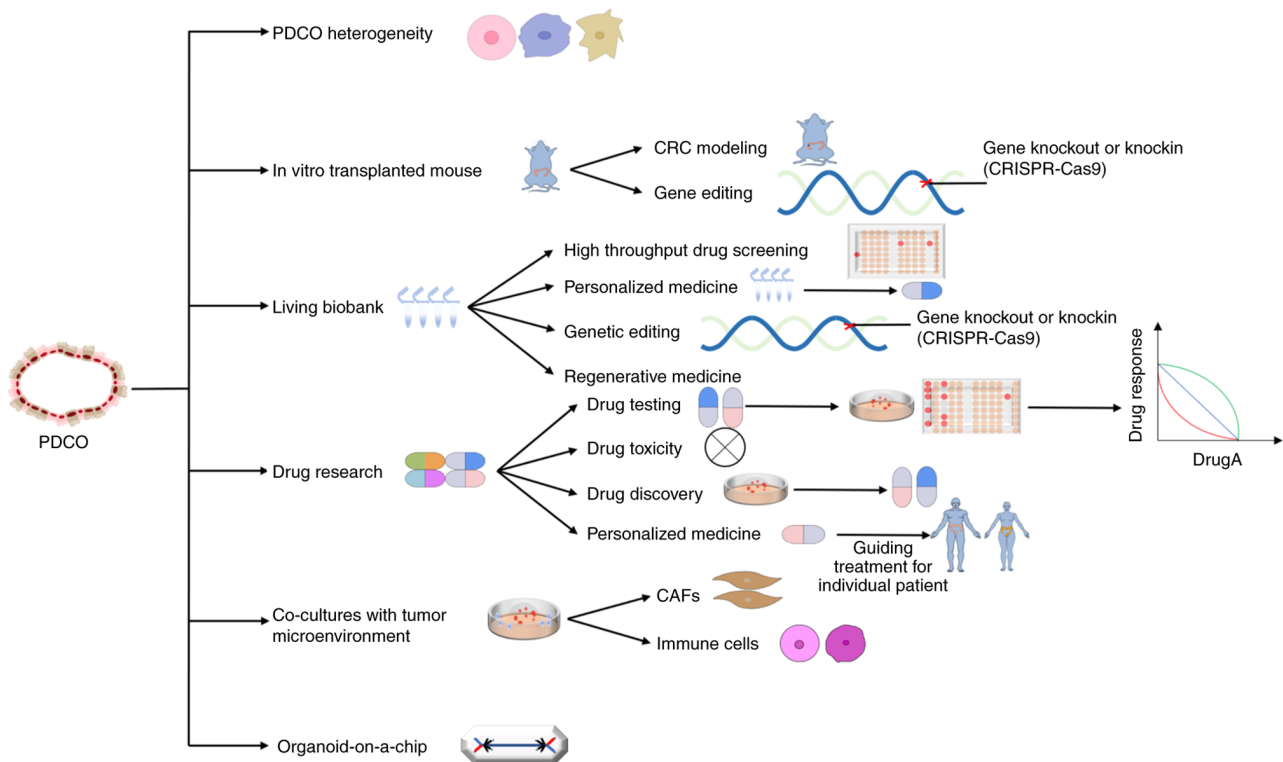 PDCO heterogeneity
In vitro transplanted mouse
CRC modeling
Gene editing
Gene knockout or knockin
(CRISPR-Cas9)
Living biobank
High throughput drug screening
Personalized medicine
Genetic editing
Gene knockout or knockin
(CRISPR-Cas9)
Regenerative medicine
PDCO
Drug research
Drug testing
Drug response
DrugA
Drug toxicity
Drug discovery
Personalized medicine
Guiding
treatment for
individual patient
Co-cultures with tumor
microenvironment
CAFs
Immune cells
Organoid-on-a-chip